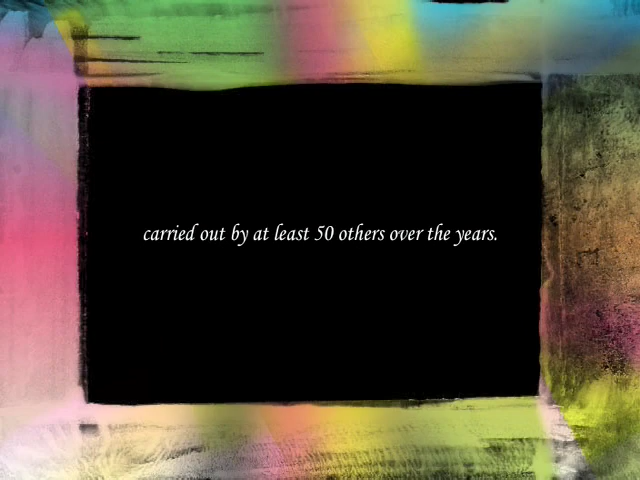 carried out by at least 50 others over the years.